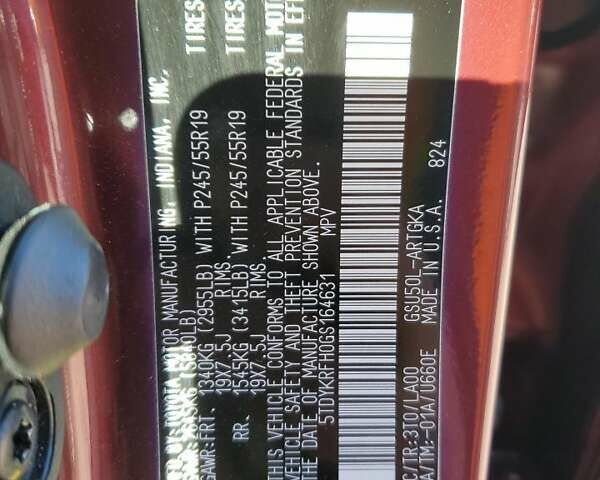 MOTOR MANUFACTURING, INDIANA, INC.
GAWR:FRT. 1340KG (2955LB) WITH P245/55R19 TIRES
19X7.5J RIMS.
RR. 1545KG (3415LB) WITH P245/55R19 TIRES
19X7.5J RIMS.
THIS VEHICLE CONFORMS TO ALL APPLICABLE FEDERAL MOTO
VEHICLE SAFETY AND THEFT PREVENTION STANDARDS IN EFF
THE DATE OF MANUFACTURE SHOWN ABOVE.
5TDYKRFH0GS164631 MPV
C/TR:3T0/LA00 GSU50L-ARTGKA
A/TM:-01A/U660E MADE IN U.S.A. 824